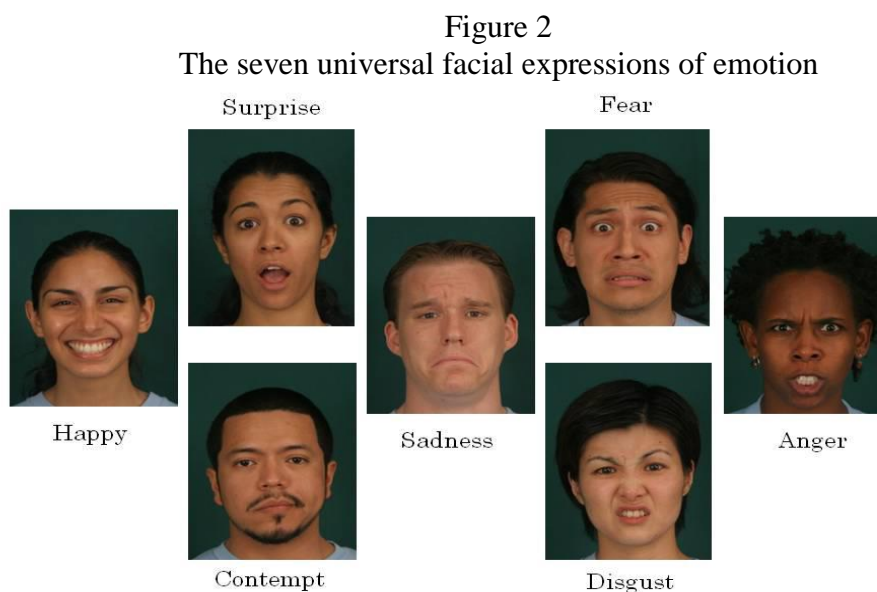 Figure 2
The seven universal facial expressions of emotion
Surprise
Fear
Happy
Sadness
Anger
Contempt
Disgust